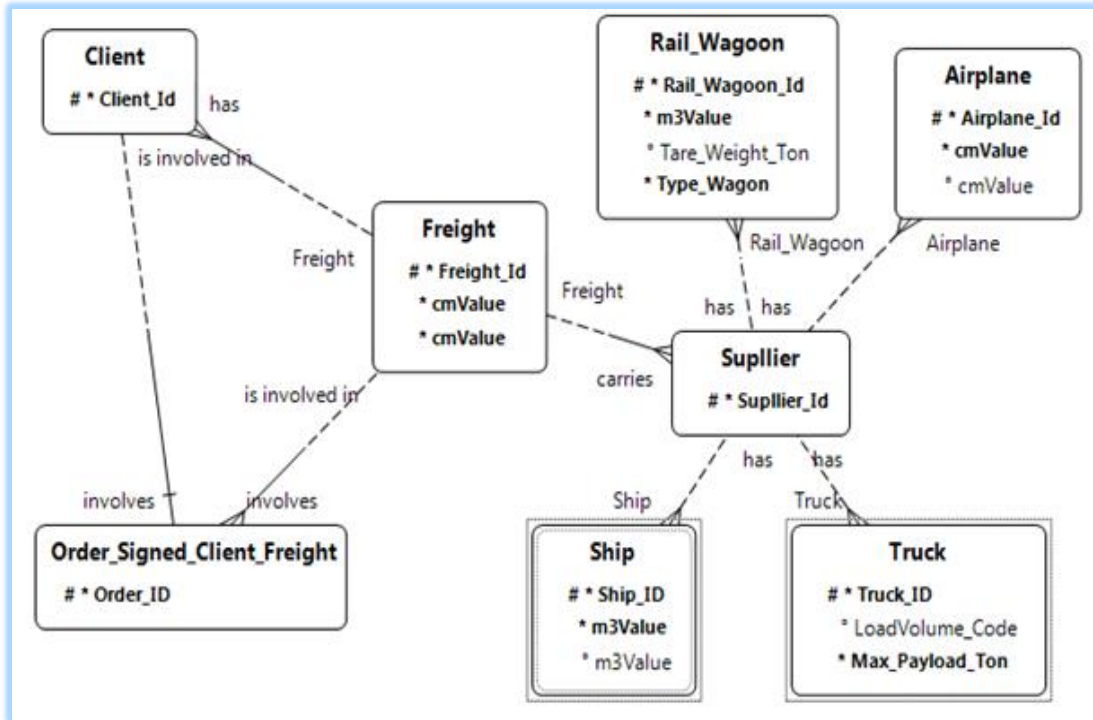 Client
# * Client_Id
has
is involved in
Freight
Rail_Wagoon
# * Rail_Wagoon_Id
* m3Value
° Tare_Weight_Ton
* Type_Wagon
Airplane
# * Airplane_Id
* cmValue
° cmValue
Freight
# * Freight_Id
* cmValue
* cmValue
Rail_Wagoon
Airplane
Freight
has
has
carries
Supllier
# * Supllier_Id
is involved in
has
has
involves
involves
Ship
Truck
Order_Signed_Client_Freight
# * Order_ID
Ship
# * Ship_ID
* m3Value
° m3Value
Truck
# * Truck_ID
° LoadVolume_Code
* Max_Payload_Ton